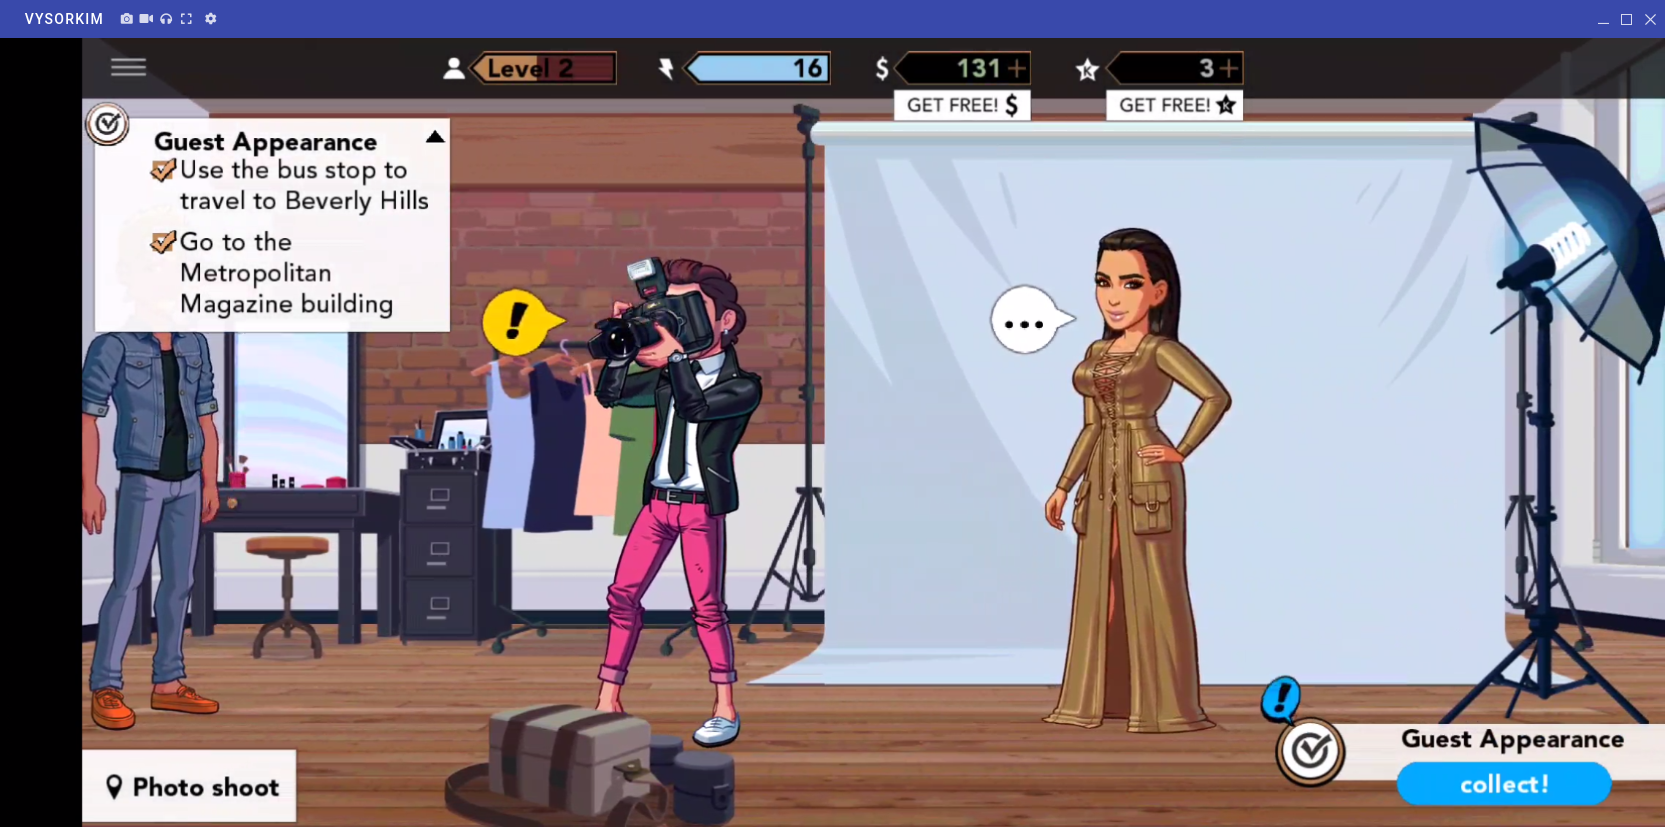 VYSORKIM
Level 2
16
131 +
3 +
GET FREE! $
GET FREE! K
Guest Appearance
Use the bus stop to
travel to Beverly Hills
Go to the
Metropolitan
Magazine building
!
...
!
Guest Appearance
collect!
Photo shoot